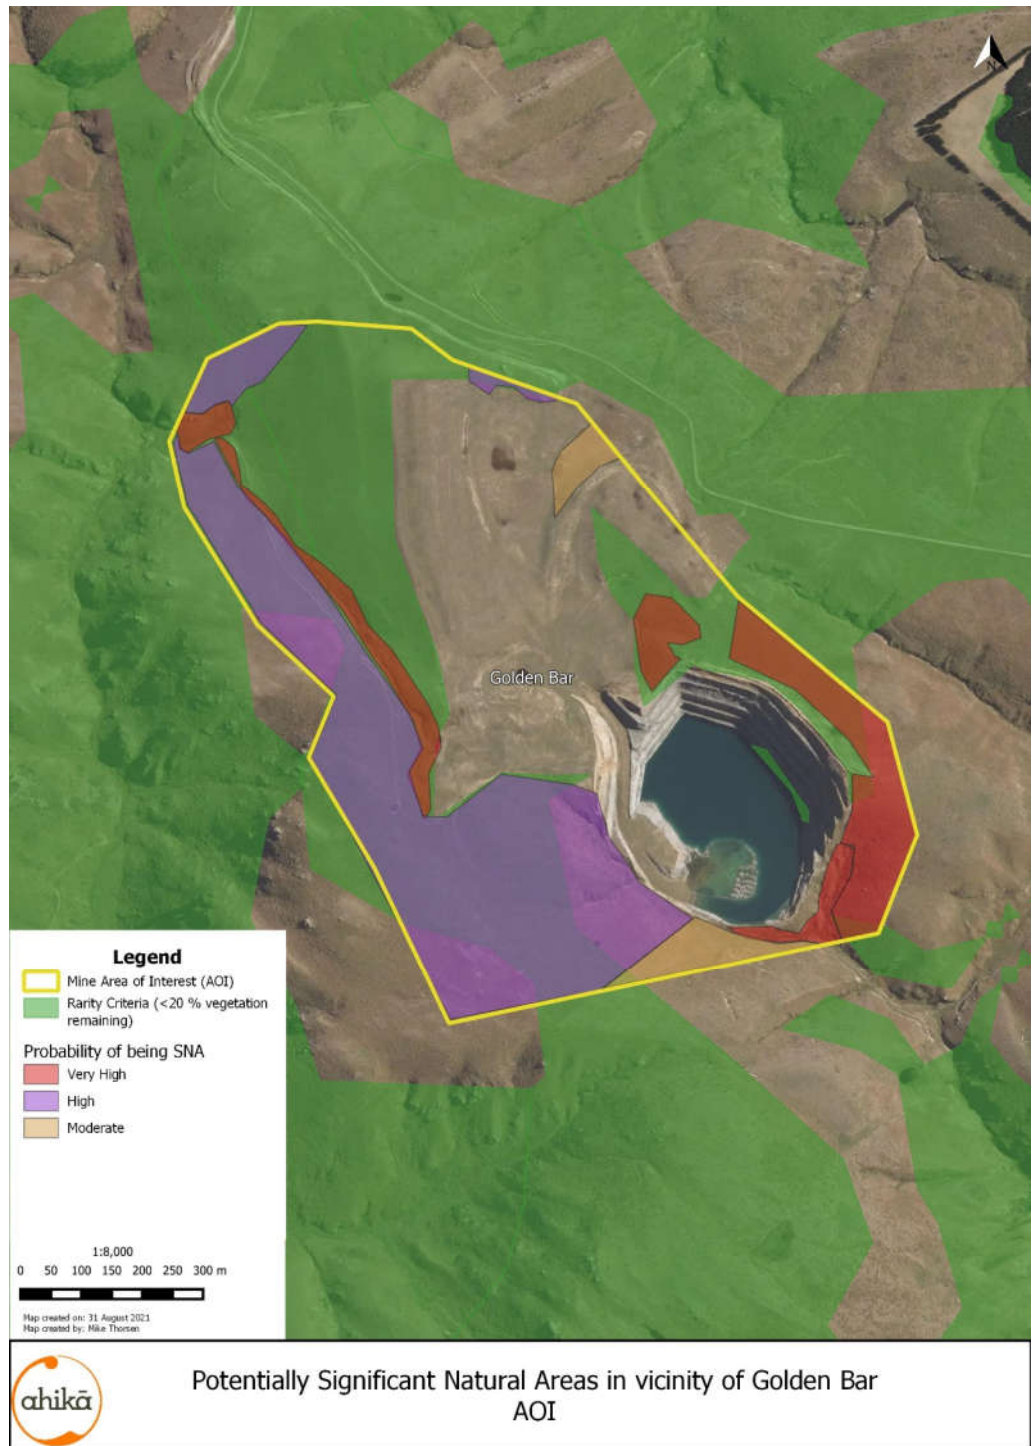 N
Golden Bar
Legend
Mine Area of Interest (AOI)
Rarity Criteria (<20 % vegetation
remaining)
Probability of being SNA
Very High
High
Moderate
1:8,000
0 50 100 150 200 250 300 m
Map created on: 31 August 2021
Map created by: Mike Thorsen
ahikā
Potentially Significant Natural Areas in vicinity of Golden Bar
AOI